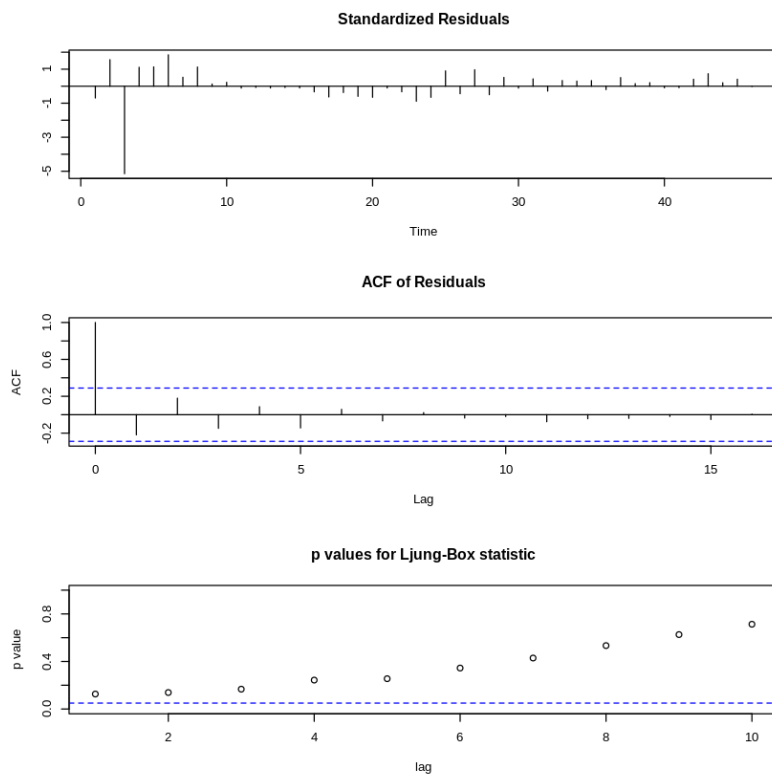 Standardized Residuals
1
-1
-3
-5
0 10 20 30 40
Time
ACF of Residuals
ACF
1.0
0.6
0.2
-0.2
0 5 10 15
Lag
p values for Ljung-Box statistic
p value
0.8
0.4
0.0
2 4 6 8 10
lag